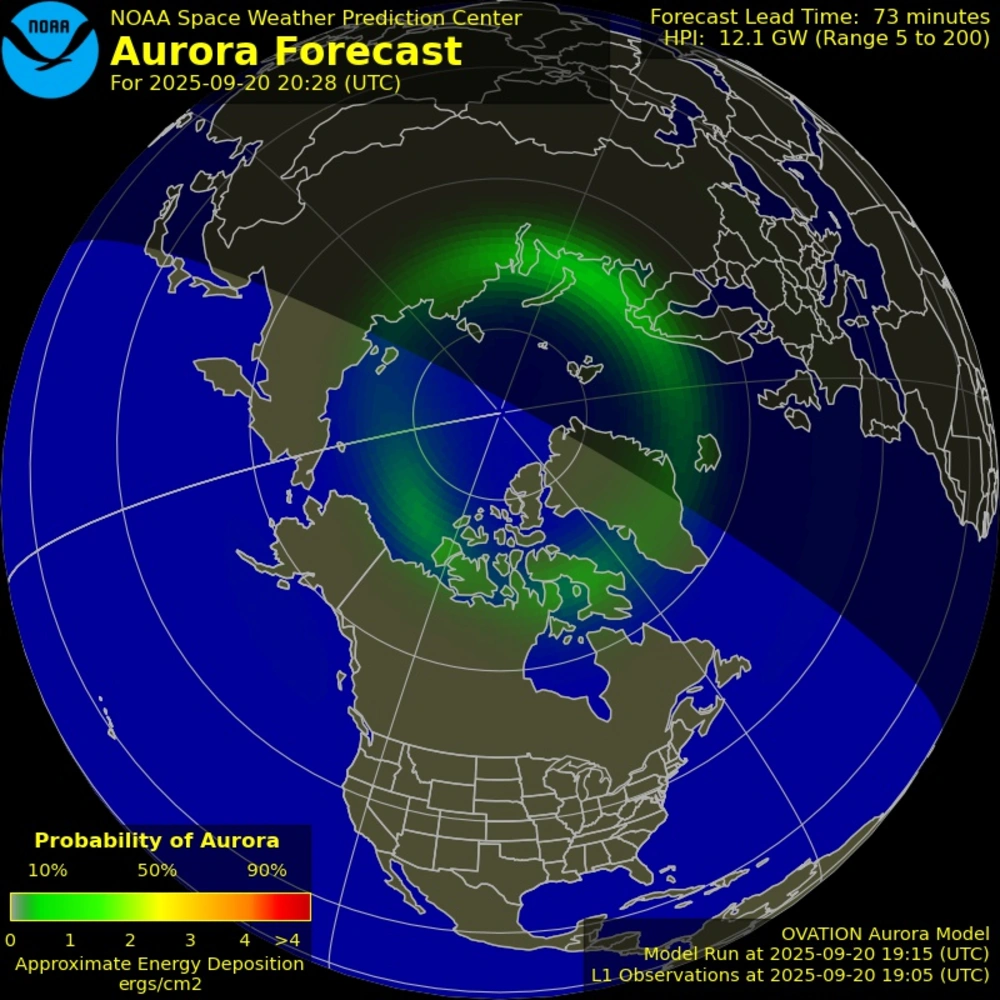 NOAA
NOAA Space Weather Prediction Center
Aurora Forecast
For 2025-09-20 20:28 (UTC)
Forecast Lead Time: 73 minutes
HPI: 12.1 GW (Range 5 to 200)
Probability of Aurora
10% 50% 90%
0 1 2 3 4 >4
Approximate Energy Deposition
ergs/cm2
OVATION Aurora Model
Model Run at 2025-09-20 19:15 (UTC)
L1 Observations at 2025-09-20 19:05 (UTC)